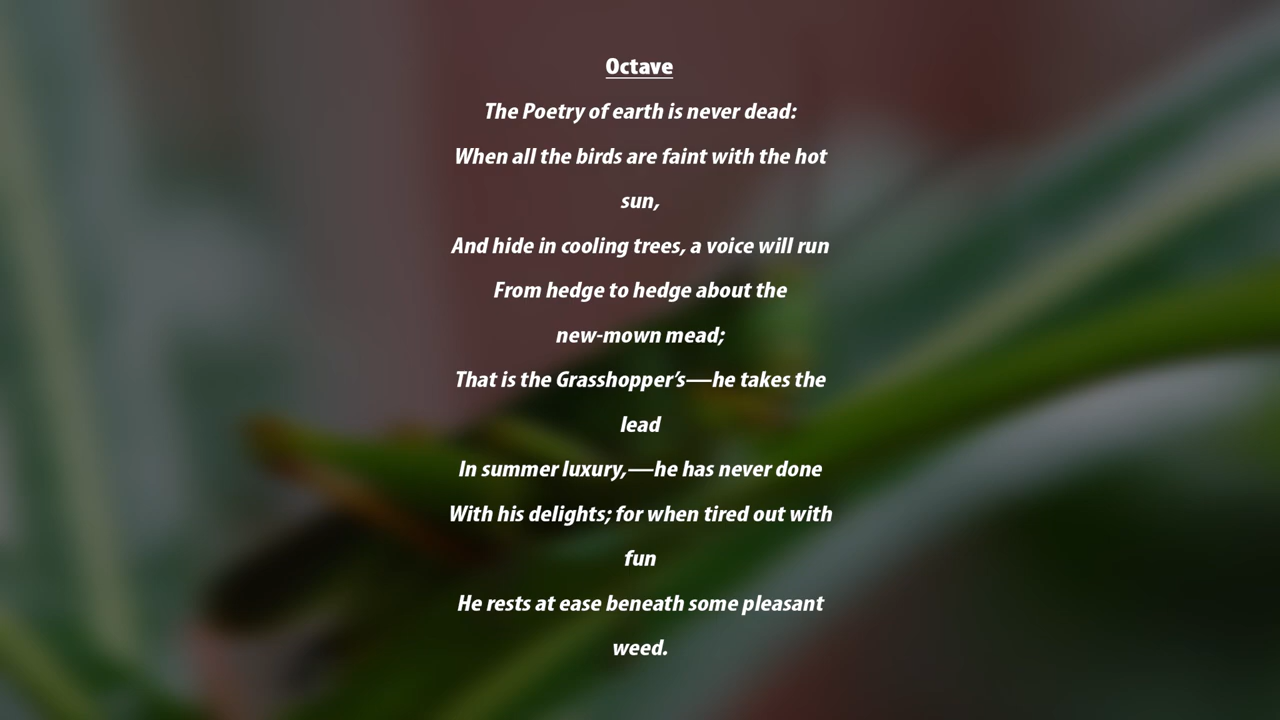 Octave
The Poetry of earth is never dead:
When all the birds are faint with the hot
sun,
And hide in cooling trees, a voice will run
From hedge to hedge about the
new-mown mead;
That is the Grasshopper’s—he takes the
lead
In summer luxury,—he has never done
With his delights; for when tired out with
fun
He rests at ease beneath some pleasant
weed.